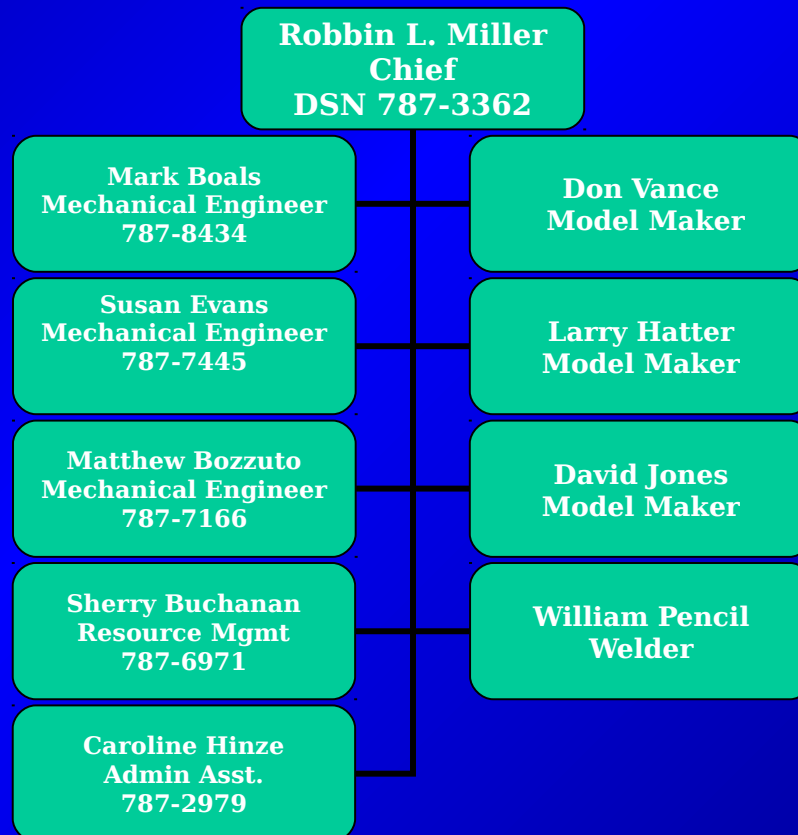 Robbin L. Miller
Chief
DSN 787-3362
Mark Boals
Mechanical Engineer
787-8434
Don Vance
Model Maker
Susan Evans
Mechanical Engineer
787-7445
Larry Hatter
Model Maker
Matthew Bozzuto
Mechanical Engineer
787-7166
David Jones
Model Maker
Sherry Buchanan
Resource Mgmt
787-6971
William Pencil
Welder
Caroline Hinze
Admin Asst.
787-2979